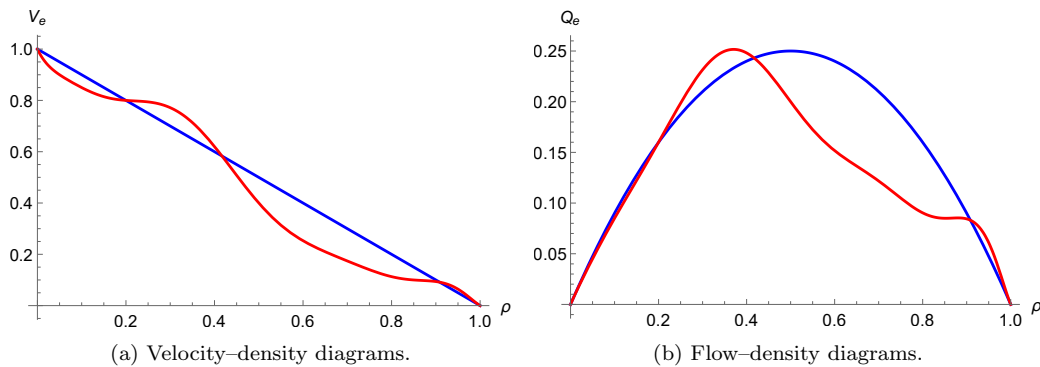 V_e
1.0
0.8
0.6
0.4
0.2
0.2 0.4 0.6 0.8 1.0 ρ
(a) Velocity–density diagrams.
Q_e
0.25
0.20
0.15
0.10
0.05
0.2 0.4 0.6 0.8 1.0 ρ
(b) Flow–density diagrams.